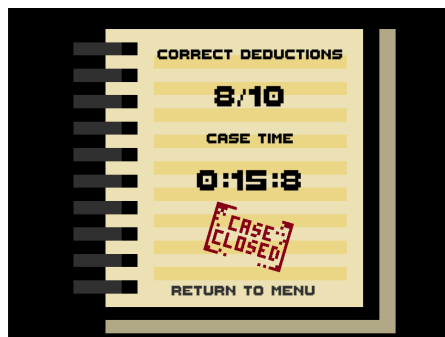 CORRECT DEDUCTIONS
8/10
CASE TIME
0:15:8
CASE
CLOSED
RETURN TO MENU